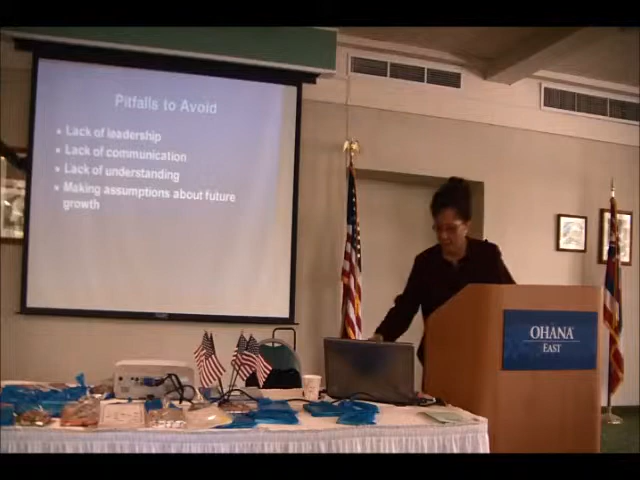 Pitfalls to Avoid
Lack of leadership
Lack of communication
Lack of understanding
Making assumptions about future
growth
OHANA
EAST